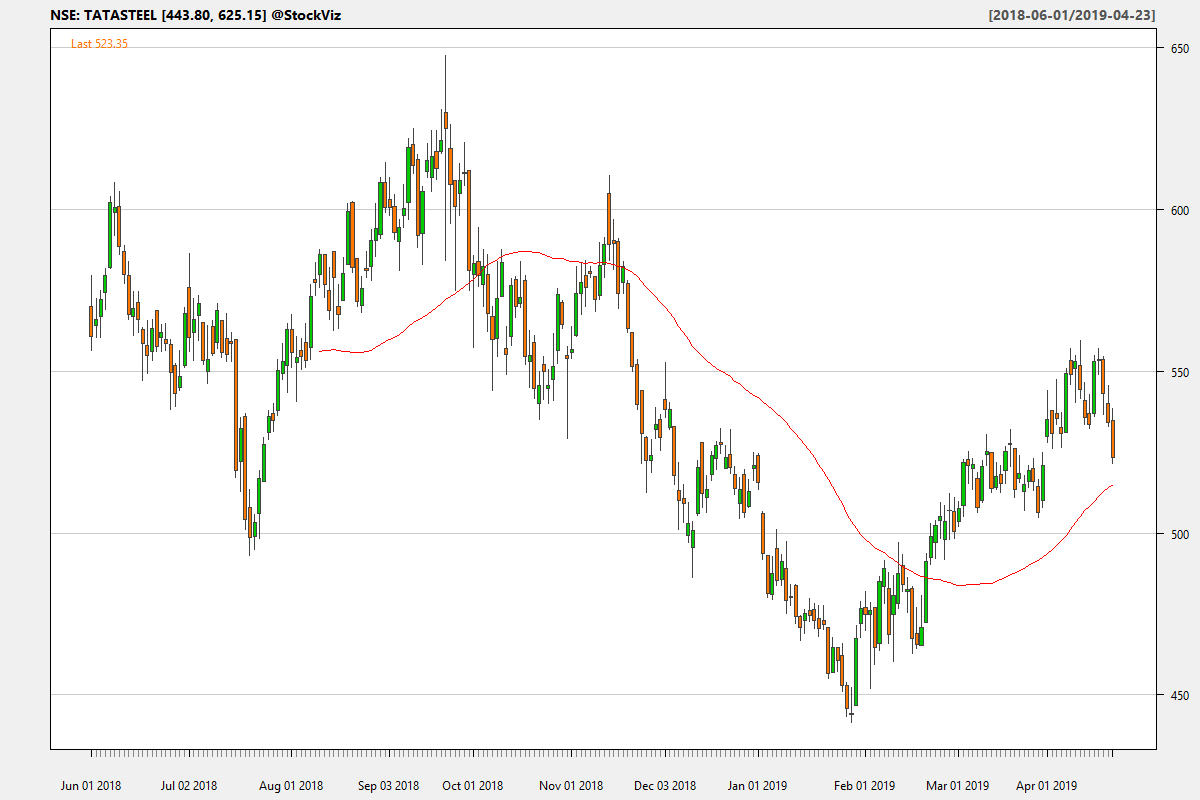 NSE: TATASTEEL [443.80, 625.15] @StockViz [2018-06-01/2019-04-23]
Last 523.35
650
600
550
500
450
Jun 01 2018 Jul 02 2018 Aug 01 2018 Sep 03 2018 Oct 01 2018 Nov 01 2018 Dec 03 2018 Jan 01 2019 Feb 01 2019 Mar 01 2019 Apr 01 2019